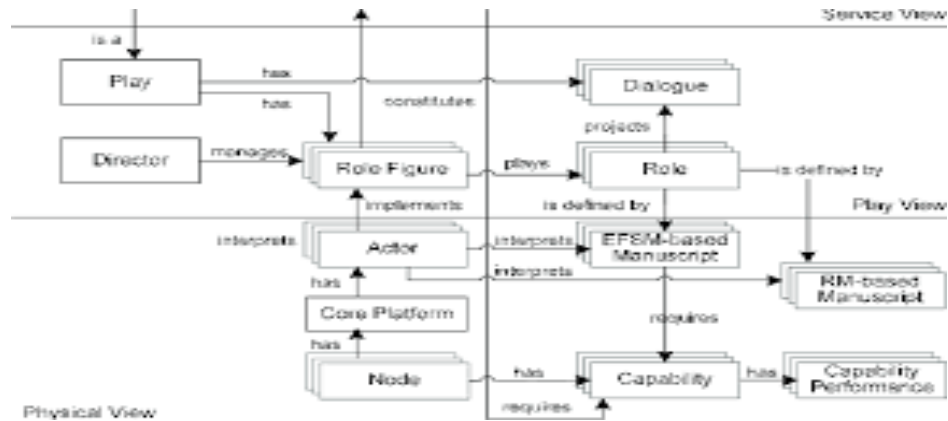 Service View
is a
Play
has
has
constitutes
Dialogue
projects
Director
manages
Role Figure
plays
Role
is defined by
implements
is defined by
Play View
interprets
Actor
interprets
EFSM-based
Manuscript
interprets
RM-based
Manuscript
has
Core Platform
requires
has
Node
has
Capability
has
Capability
Performance
requires
Physical View